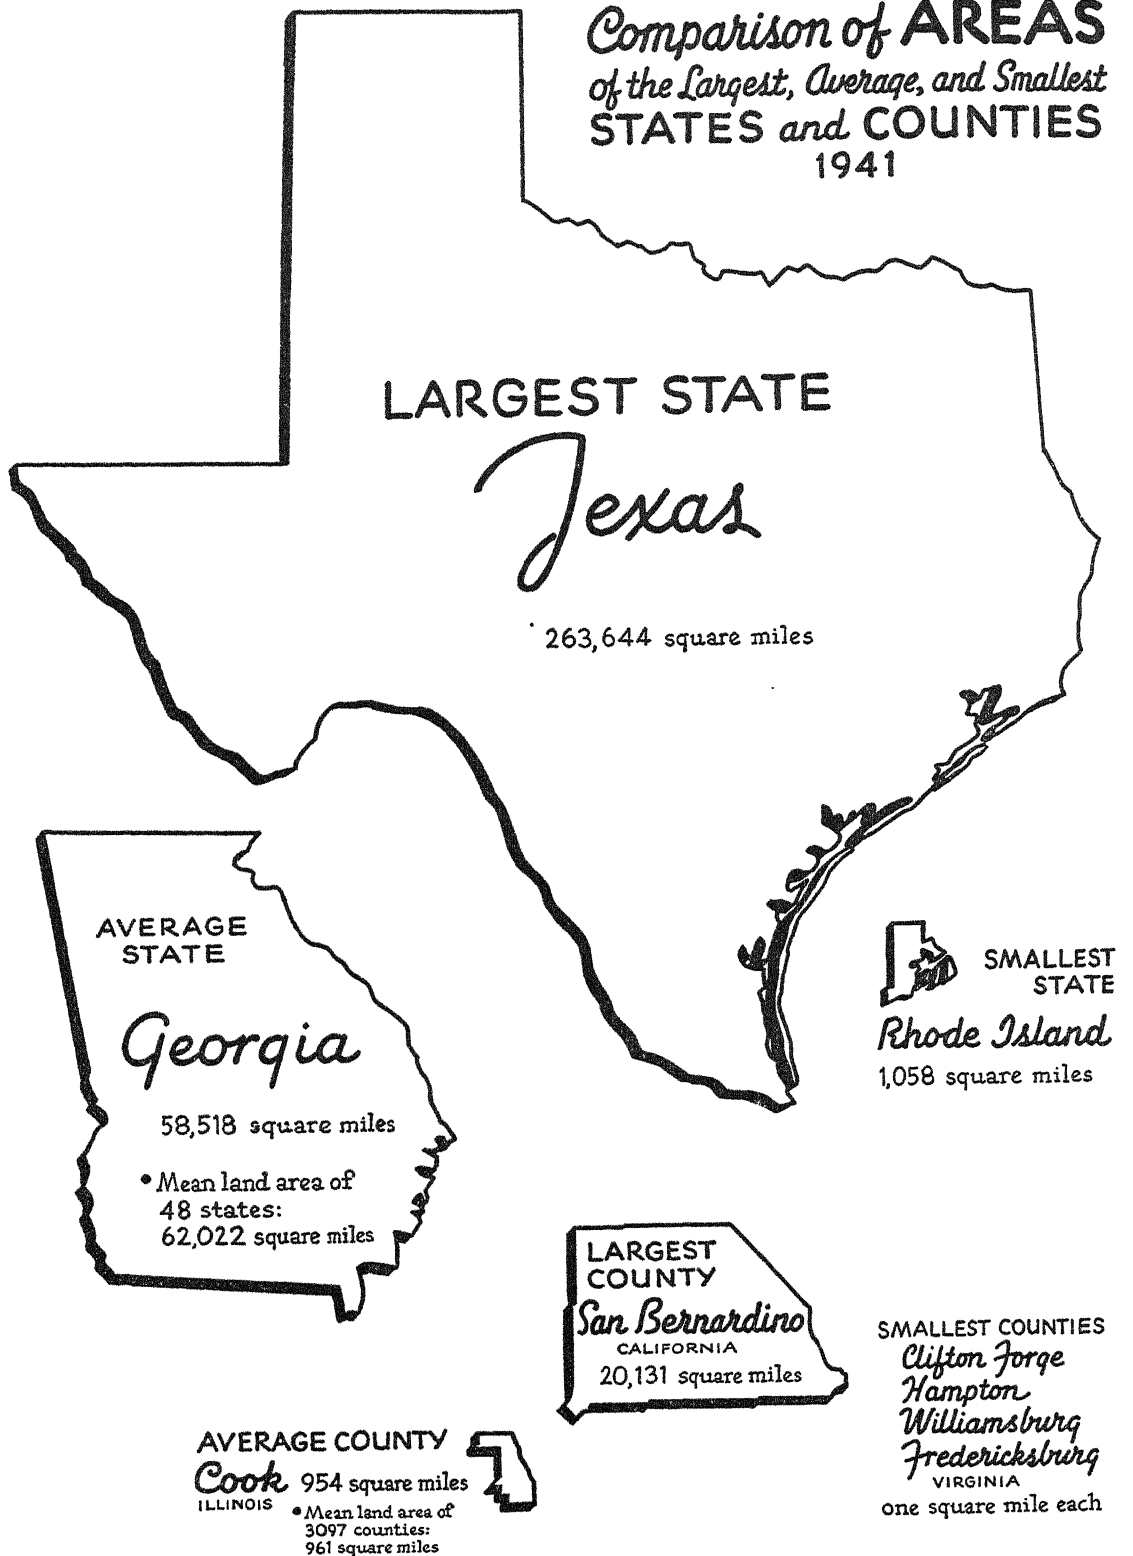 Comparison of AREAS
of the Largest, Average, and Smallest
STATES and COUNTIES
1941
LARGEST STATE
Texas
263,644 square miles
AVERAGE
STATE
Georgia
58,518 square miles
• Mean land area of
48 states:
62,022 square miles
SMALLEST
STATE
Rhode Island
1,058 square miles
LARGEST
COUNTY
San Bernardino
CALIFORNIA
20,131 square miles
SMALLEST COUNTIES
Clifton Forge
Hampton
Williamsburg
Fredericksburg
VIRGINIA
one square mile each
AVERAGE COUNTY
Cook 954 square miles
ILLINOIS
• Mean land area of
3097 counties:
961 square miles